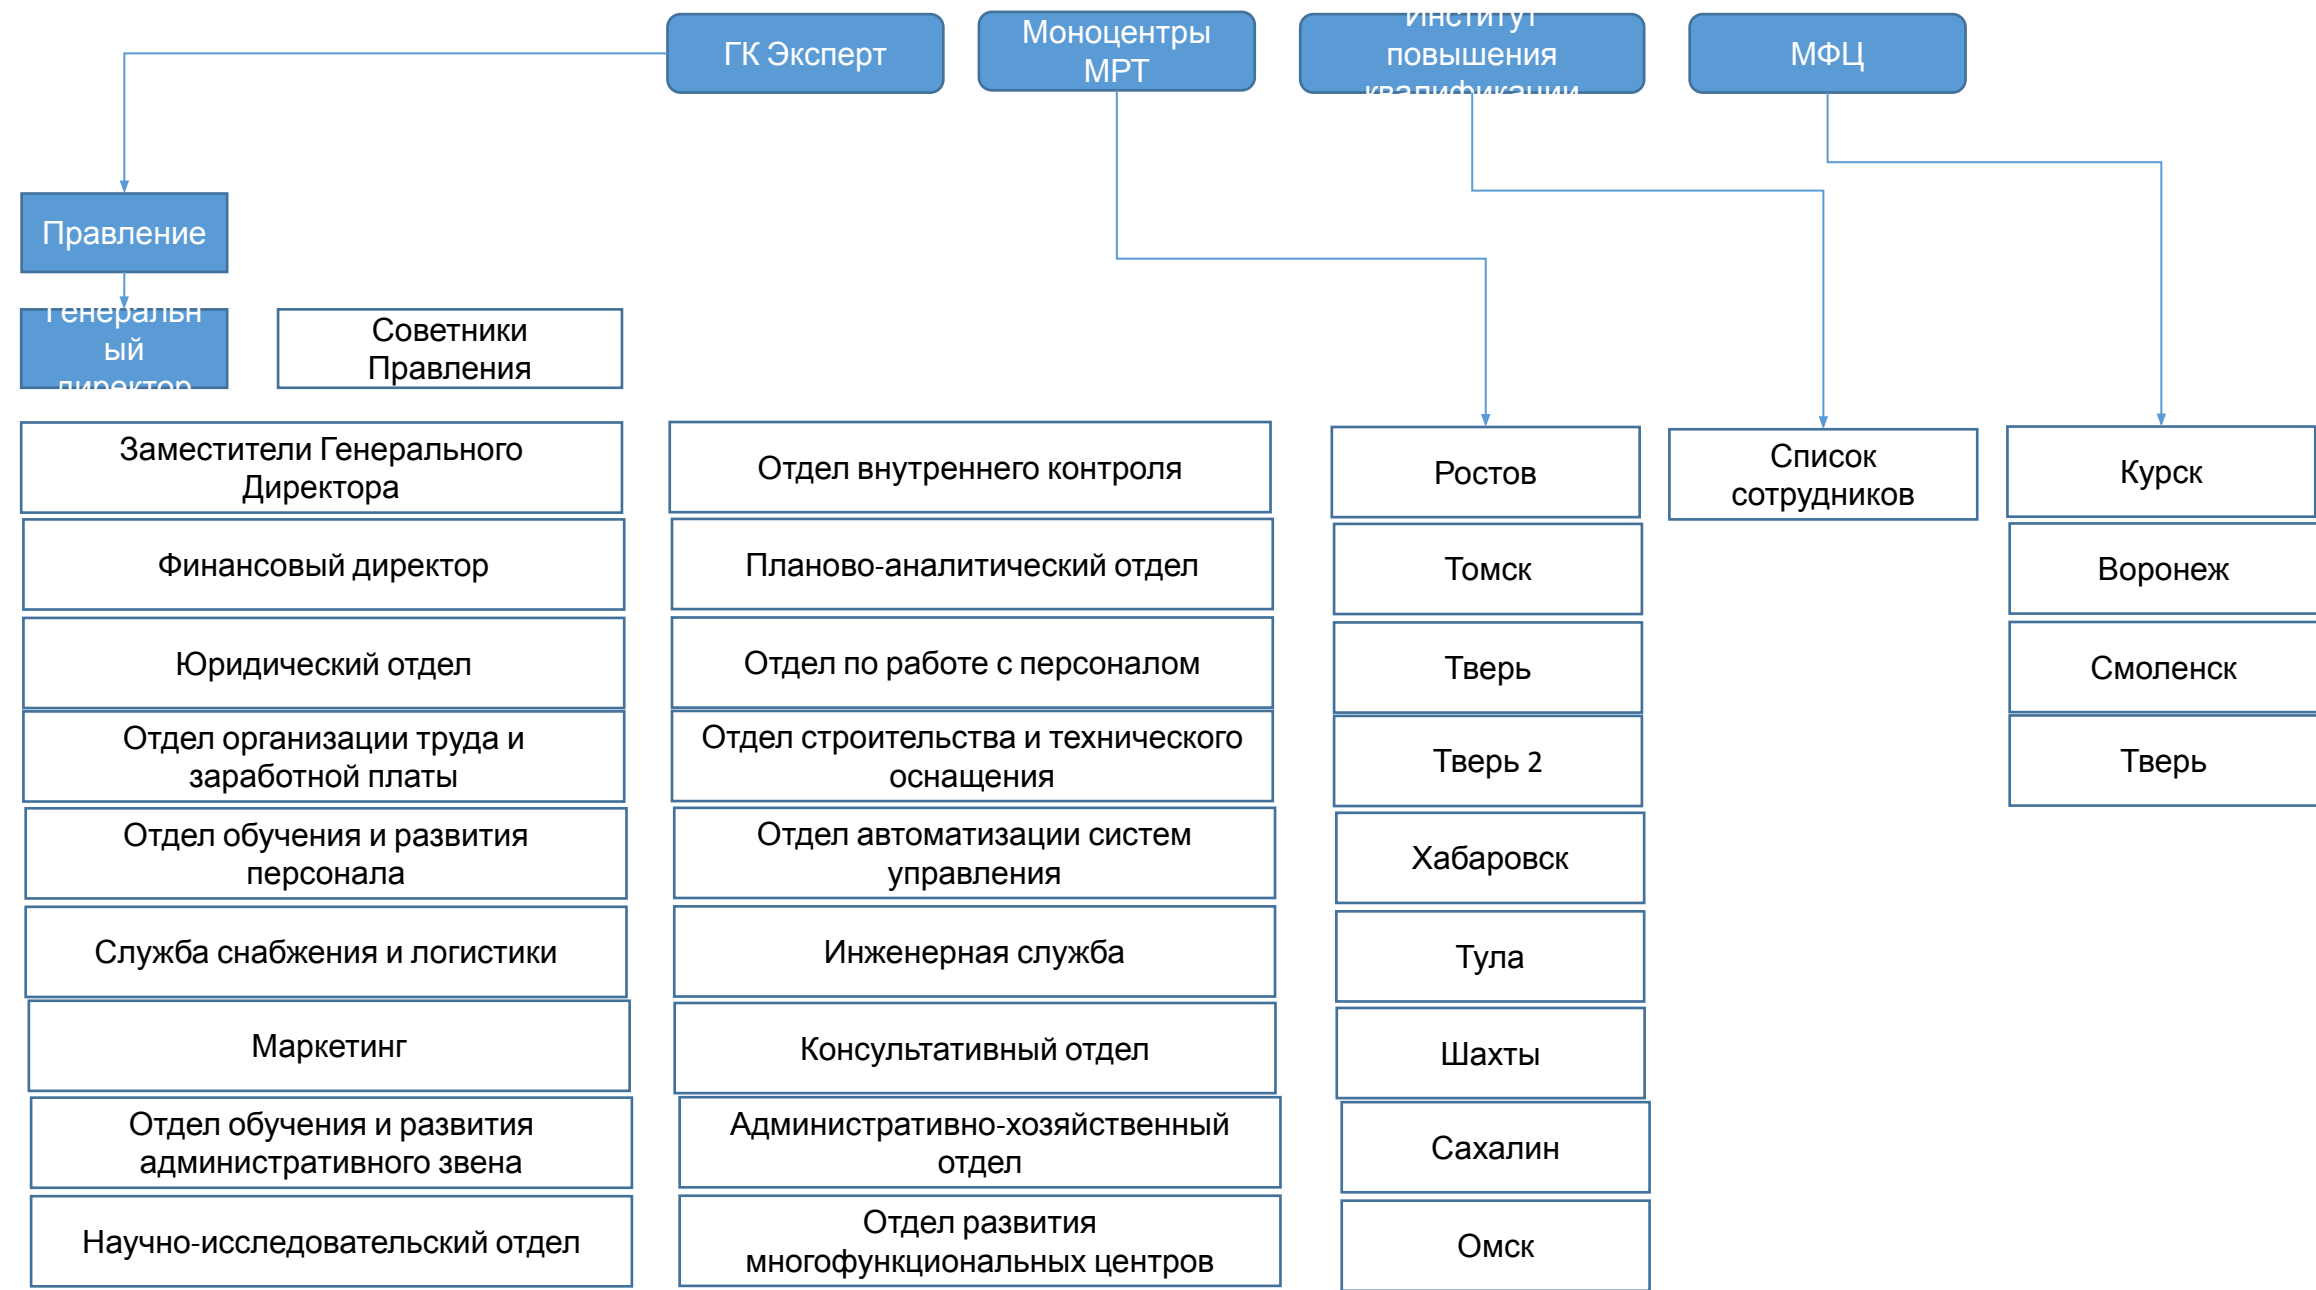 ГК Эксперт
Моноцентры
МРТ
Институт
повышения
квалификации
МФЦ
Правление
Генеральн
ый
директор
Советники
Правления
Заместители Генерального
Директора
Финансовый директор
Юридический отдел
Отдел организации труда и
заработной платы
Отдел обучения и развития
персонала
Служба снабжения и логистики
Маркетинг
Отдел обучения и развития
административного звена
Научно-исследовательский отдел
Отдел внутреннего контроля
Планово-аналитический отдел
Отдел по работе с персоналом
Отдел строительства и технического
оснащения
Отдел автоматизации систем
управления
Инженерная служба
Консультативный отдел
Административно-хозяйственный
отдел
Отдел развития
многофункциональных центров
Ростов
Томск
Тверь
Тверь 2
Хабаровск
Тула
Шахты
Сахалин
Омск
Список
сотрудников
Курск
Воронеж
Смоленск
Тверь